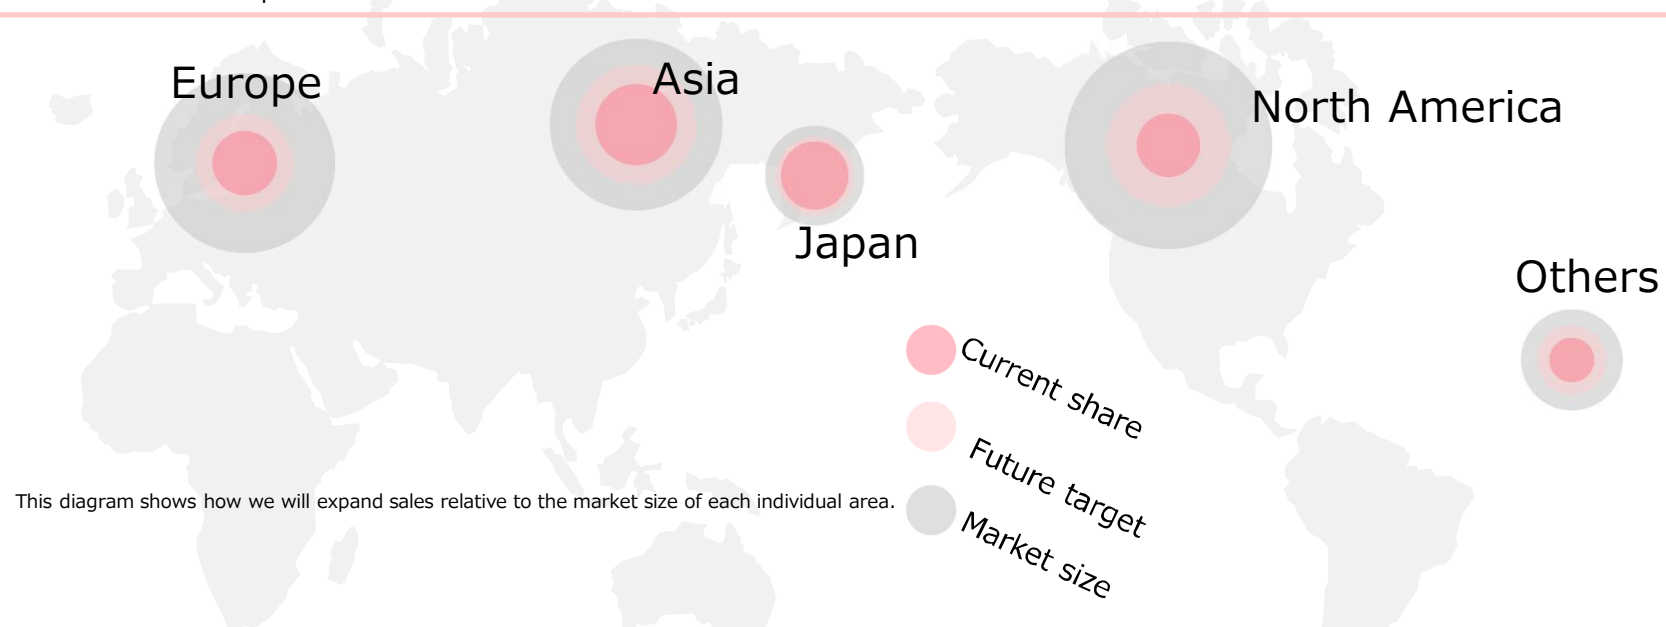 Europe
Asia
North America
Japan
Others
Current share
Future target
Market size
This diagram shows how we will expand sales relative to the market size of each individual area.